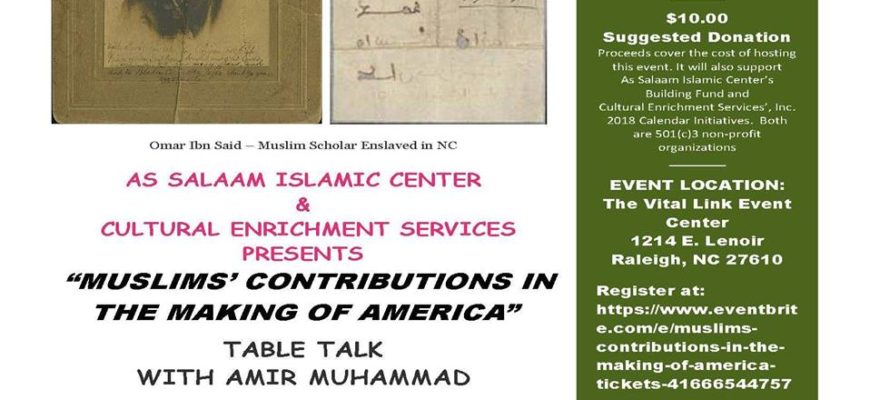 Omar Ibn Said – Muslim Scholar Enslaved in NC
AS SALAAM ISLAMIC CENTER
&
CULTURAL ENRICHMENT SERVICES
PRESENTS
“MUSLIMS’ CONTRIBUTIONS IN
THE MAKING OF AMERICA”
TABLE TALK
WITH AMIR MUHAMMAD
$10.00
Suggested Donation
Proceeds cover the cost of hosting
this event. It will also support
As Salaam Islamic Center’s
Building Fund and
Cultural Enrichment Services’, Inc.
2018 Calendar Initiatives. Both
are 501(c)3 non-profit
organizations
EVENT LOCATION:
The Vital Link Event
Center
1214 E. Lenoir
Raleigh, NC 27610
Register at:
https://www.eventbrit
e.com/e/muslims-
contributions-in-the-
making-of-america-
tickets-41666544757